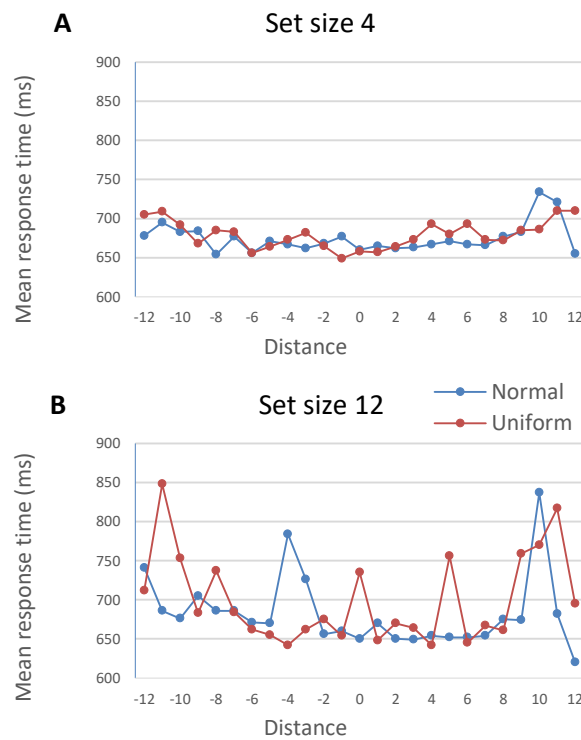 A Set size 4
Mean response time (ms)
900
850
800
750
700
650
600
-12 -10 -8 -6 -4 -2 0 2 4 6 8 10 12
Distance
B Set size 12
Normal
Uniform
Mean response time (ms)
900
850
800
750
700
650
600
-12 -10 -8 -6 -4 -2 0 2 4 6 8 10 12
Distance